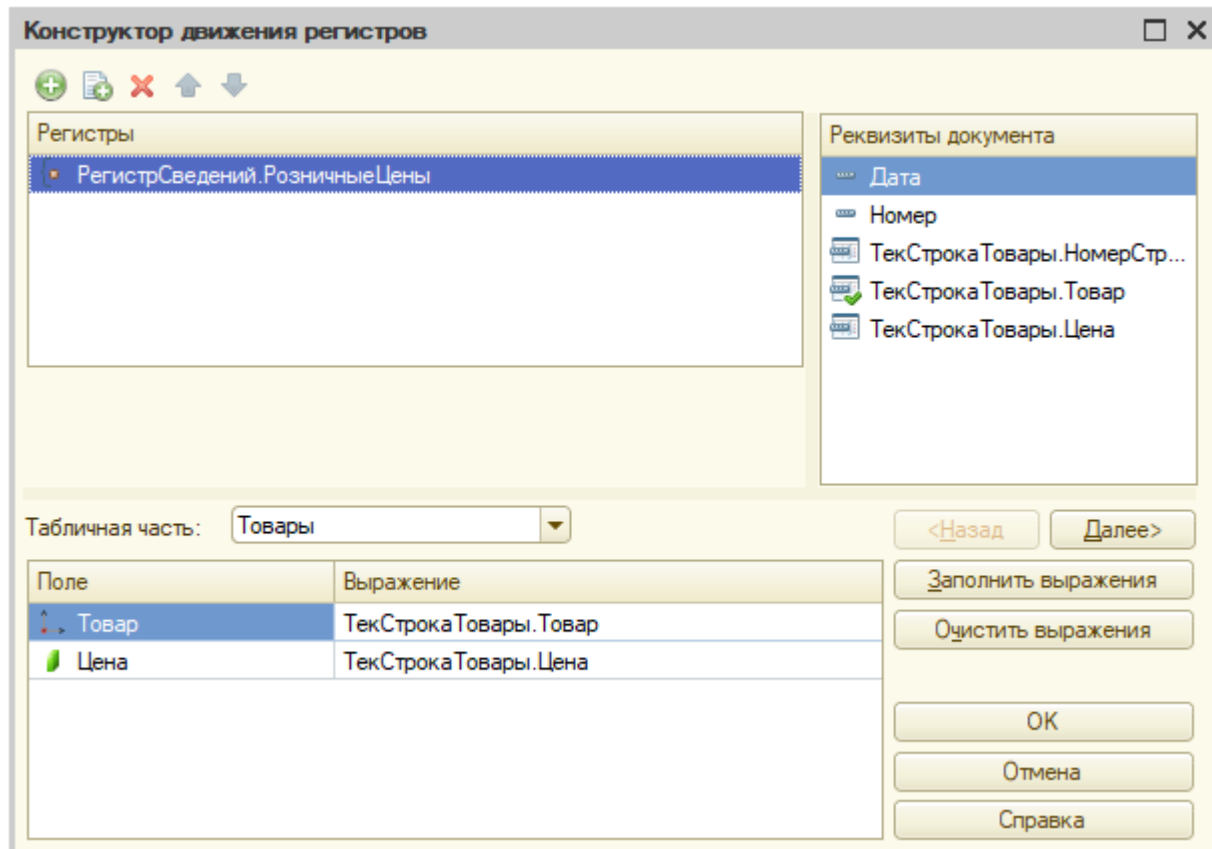 Конструктор движения регистров
Регистры
РегистрСведений.РозничныеЦены
Реквизиты документа
Дата
Номер
ТекСтрокаТовары.НомерСтр...
ТекСтрокаТовары.Товар
ТекСтрокаТовары.Цена
Табличная часть: Товары
<Назад Далее>
Поле Выражение
Товар ТекСтрокаТовары.Товар
Цена ТекСтрокаТовары.Цена
Заполнить выражения
Очистить выражения
ОК
Отмена
Справка